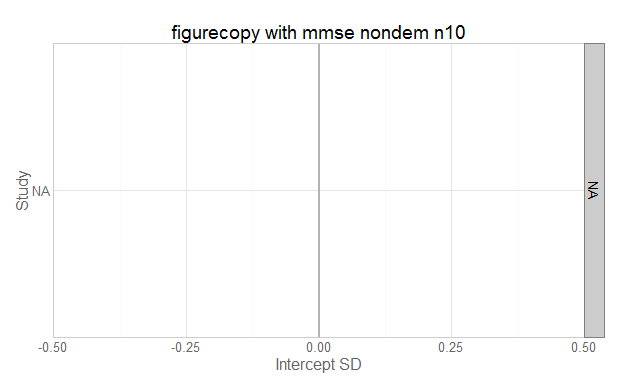 figurecopy with mmse nondem n10
Study
NA
NA
-0.50 -0.25 0.00 0.25 0.50
Intercept SD